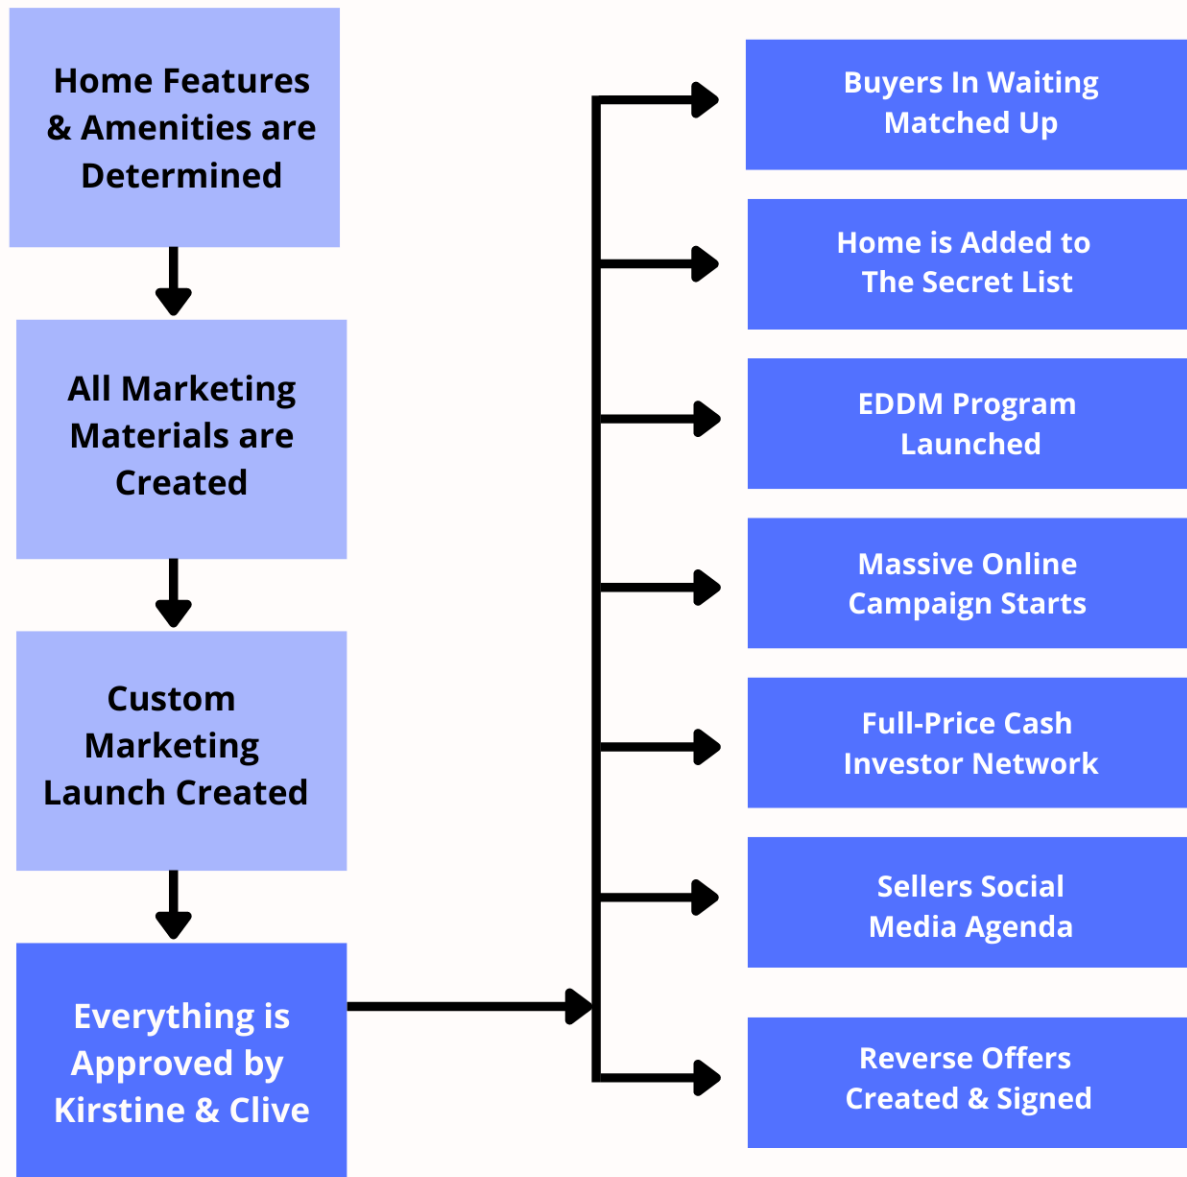 Home Features
& Amenities are
Determined
All Marketing
Materials are
Created
Custom
Marketing
Launch Created
Everything is
Approved by
Kirstine & Clive
Buyers In Waiting
Matched Up
Home is Added to
The Secret List
EDDM Program
Launched
Massive Online
Campaign Starts
Full-Price Cash
Investor Network
Sellers Social
Media Agenda
Reverse Offers
Created & Signed